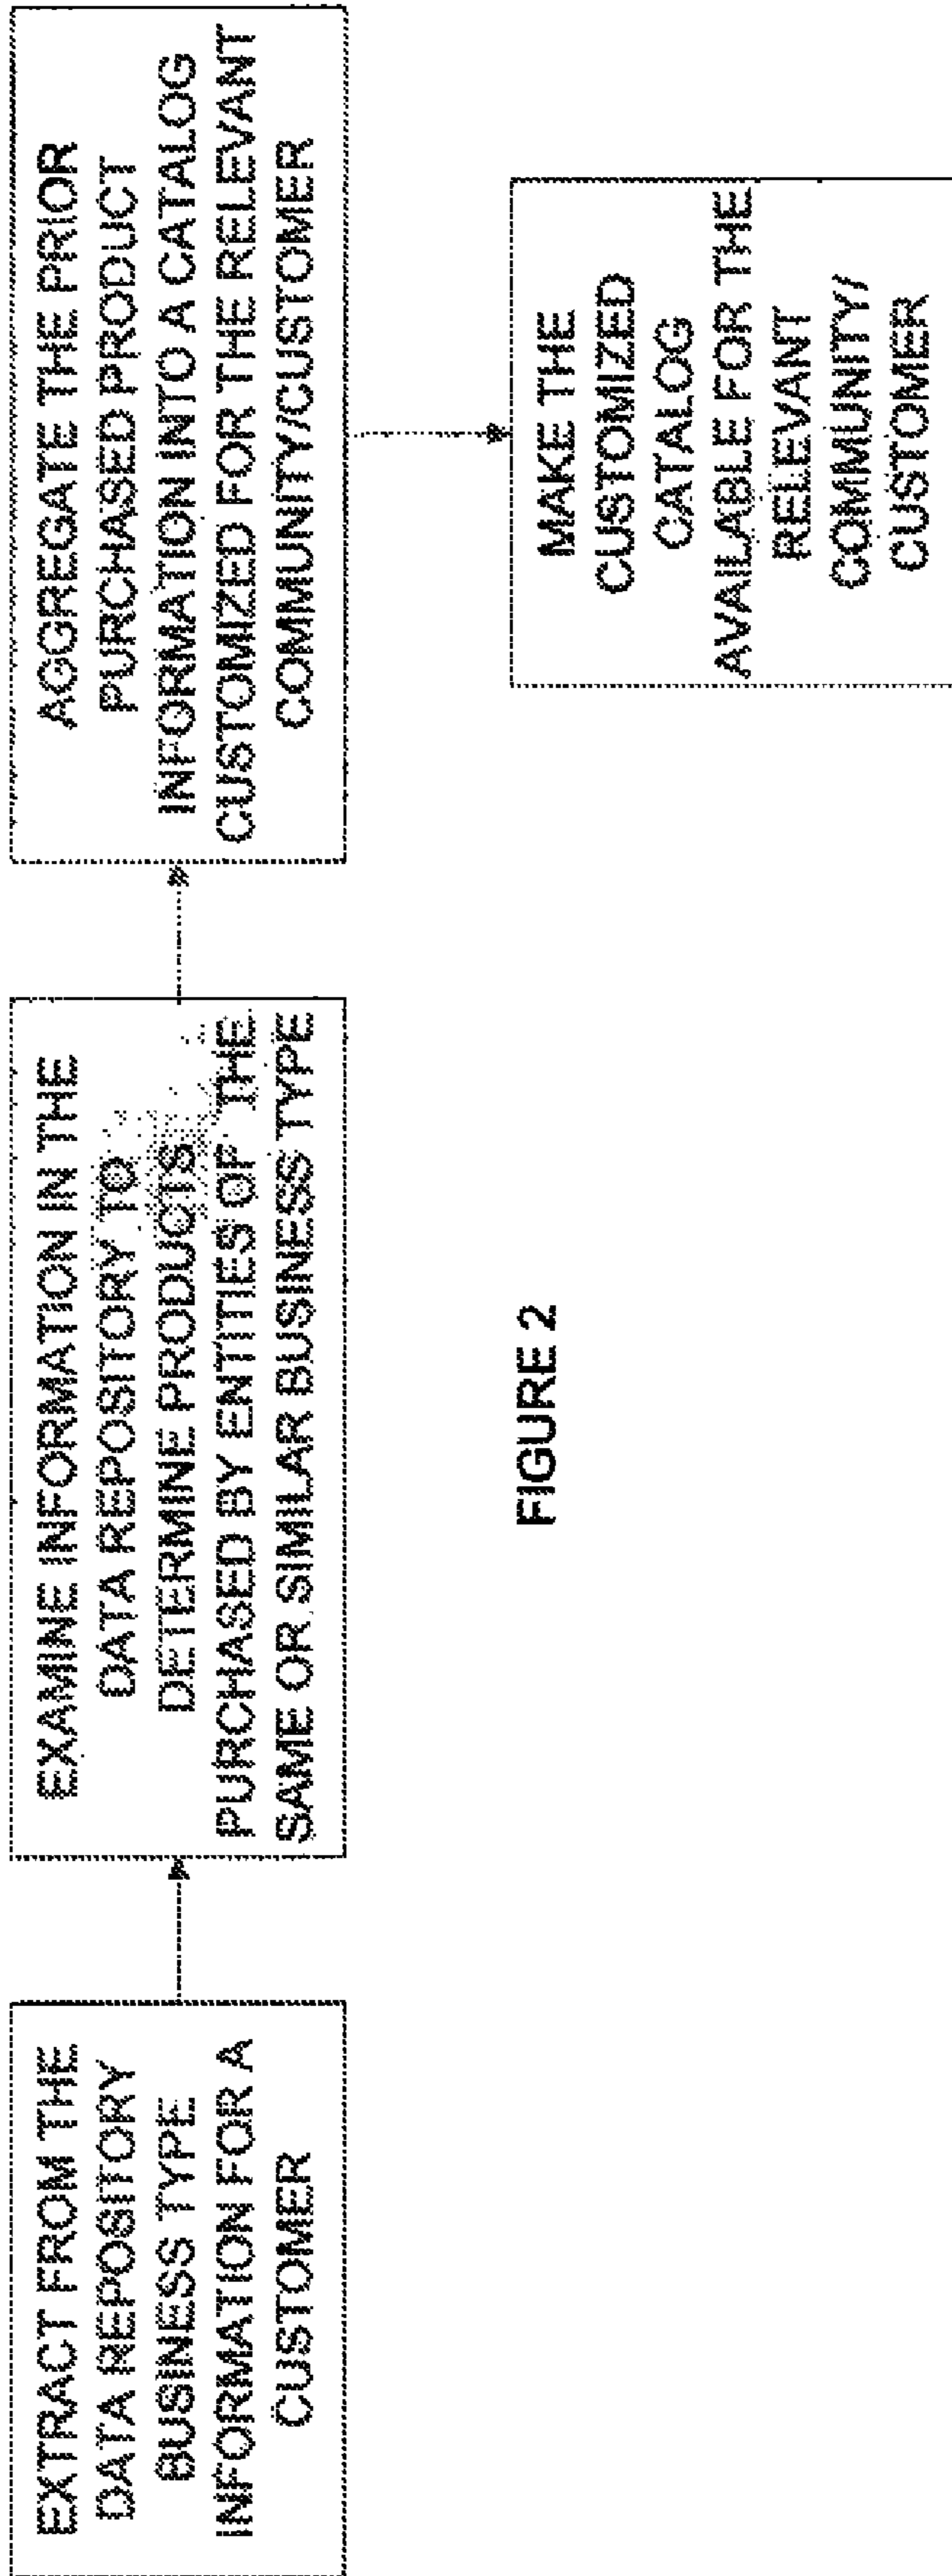 EXTRACT FROM THE
DATA REPOSITORY
BUSINESS TYPE
INFORMATION FOR A
CUSTOMER
EXAMINE INFORMATION IN THE
DATA REPOSITORY TO
DETERMINE PRODUCTS
PURCHASED BY ENTITIES OF THE
SAME OR SIMILAR BUSINESS TYPE
AGGREGATE THE PRIOR
PURCHASED PRODUCT
INFORMATION INTO A CATALOG
CUSTOMIZED FOR THE RELEVANT
COMMUNITY/CUSTOMER
MAKE THE
CUSTOMIZED
CATALOG
AVAILABLE FOR THE
RELEVANT
COMMUNITY/
CUSTOMER
FIGURE 2